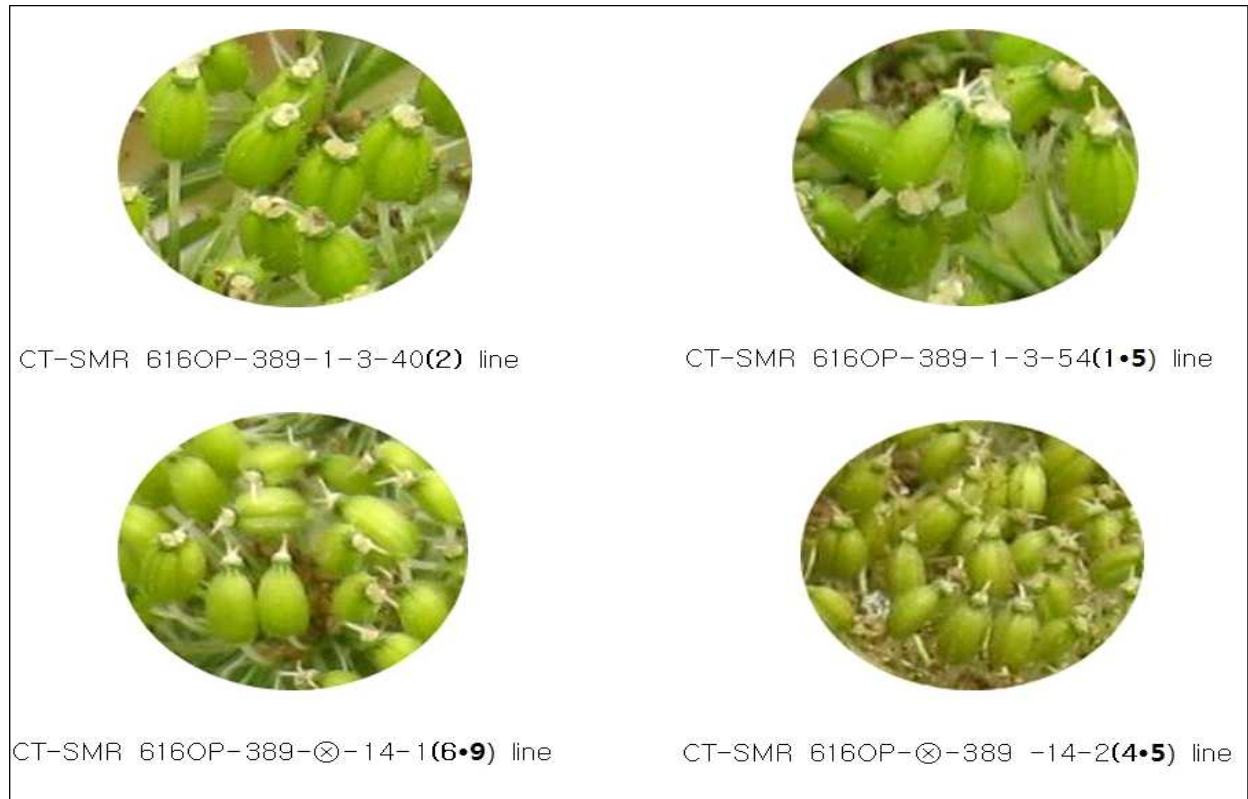 CT-SMR 616OP-389-1-3-40(2) line
CT-SMR 616OP-389-1-3-54(1•5) line
CT-SMR 616OP-389-⊗-14-1(6•9) line
CT-SMR 616OP-⊗-389 -14-2(4•5) line